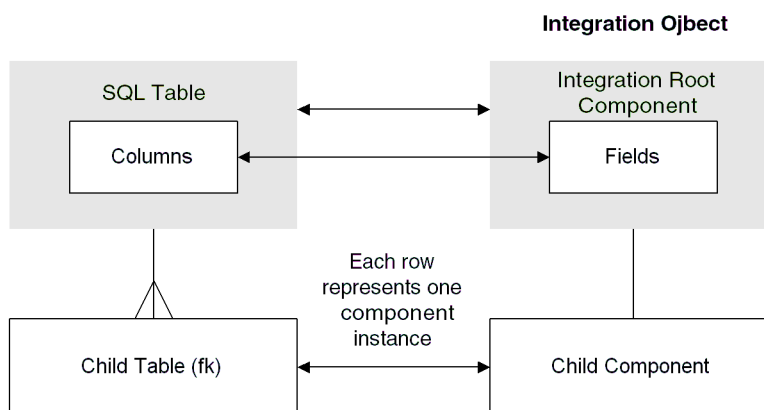 Integration Ojbect
SQL Table
Integration Root
Component
Columns
Fields
Each row
represents one
component
instance
Child Table (fk)
Child Component